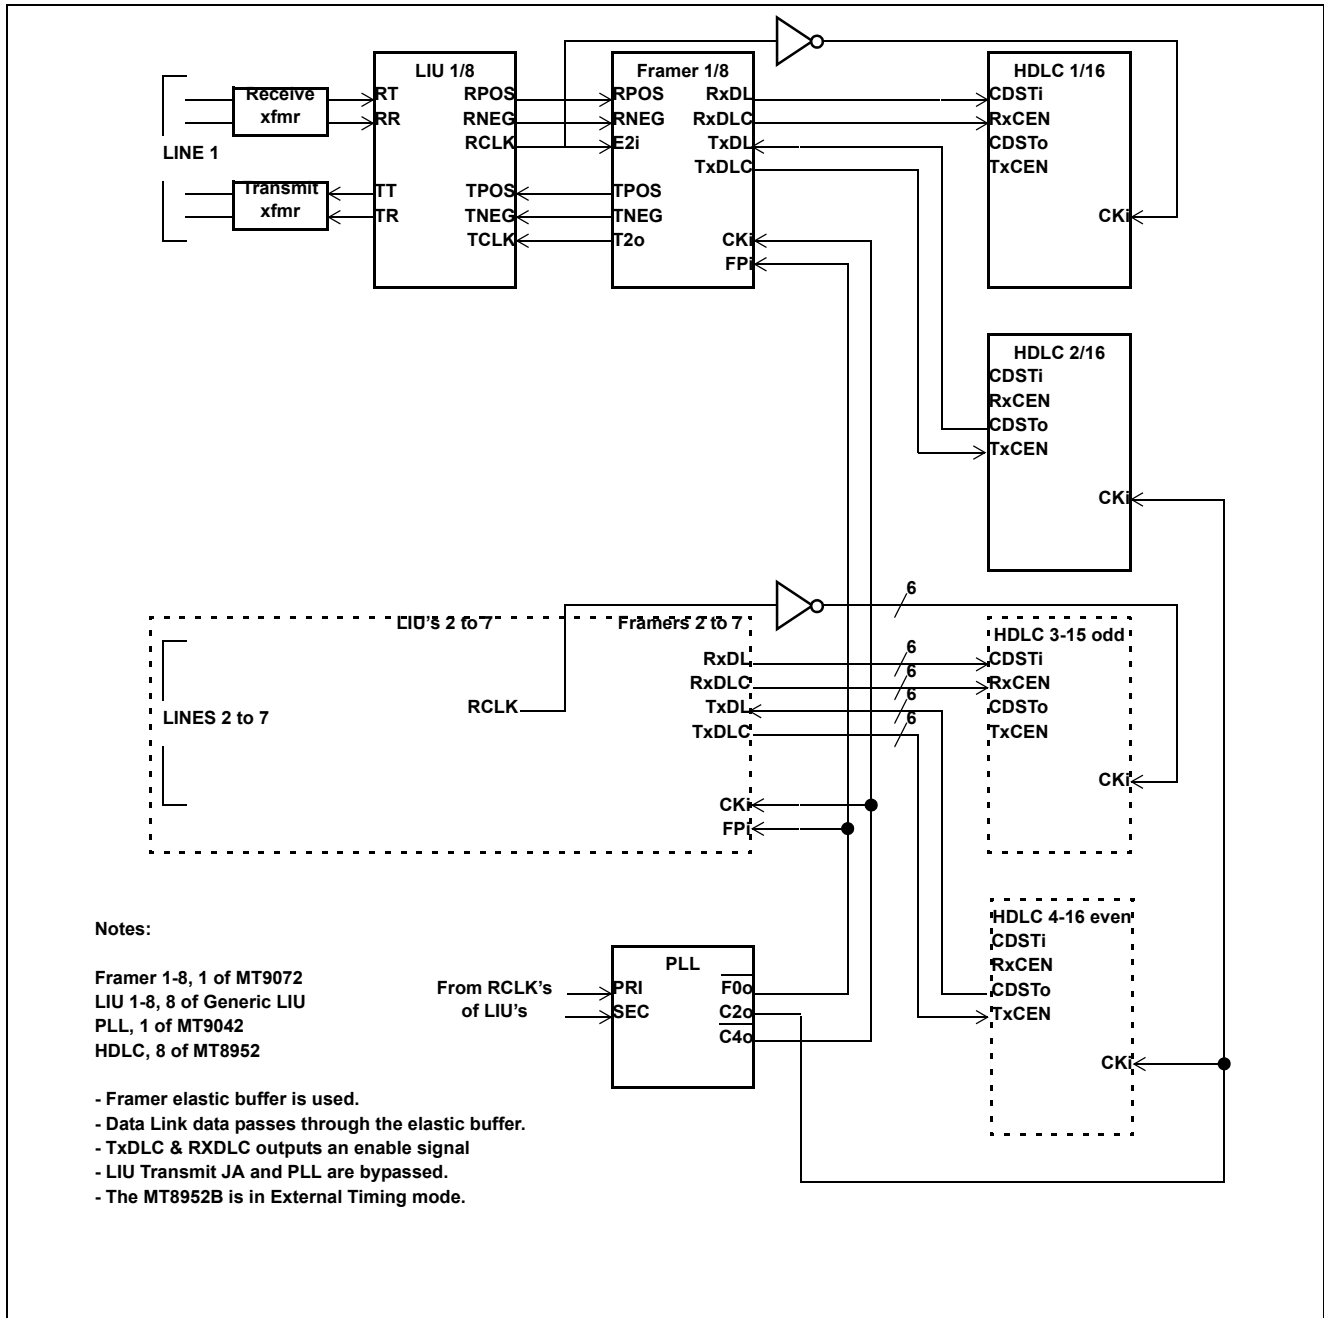 LIU 1/8
Framer 1/8
HDLC 1/16
Receive
xfmr
RT
RR
RPOS
RNEG
RCLK
RPOS
RNEG
E2i
RxDL
RxDLC
TxDL
TxDLC
CDSTi
RxCEN
CDSTo
TxCEN
LINE 1
Transmit
xfmr
TT
TR
TPOS
TNEG
TCLK
TPOS
TNEG
T2o
CKi
FPi
CKi
HDLC 2/16
CDSTi
RxCEN
CDSTo
TxCEN
CKi
6
LIU's 2 to 7
Framers 2 to 7
HDLC 3-15 odd
RxDL
6
CDSTi
RxDLC
6
RxCEN
LINES 2 to 7
RCLK
TxDL
6
CDSTo
TxDLC
6
TxCEN
CKi
CKi
FPi
HDLC 4-16 even
CDSTi
RxCEN
CDSTo
TxCEN
CKi
PLL
From RCLK's
of LIU's
PRI
SEC
F0o
C2o
C4o
Notes:
Framer 1-8, 1 of MT9072
LIU 1-8, 8 of Generic LIU
PLL, 1 of MT9042
HDLC, 8 of MT8952
- Framer elastic buffer is used.
- Data Link data passes through the elastic buffer.
- TxDLC & RXDLC outputs an enable signal
- LIU Transmit JA and PLL are bypassed.
- The MT8952B is in External Timing mode.